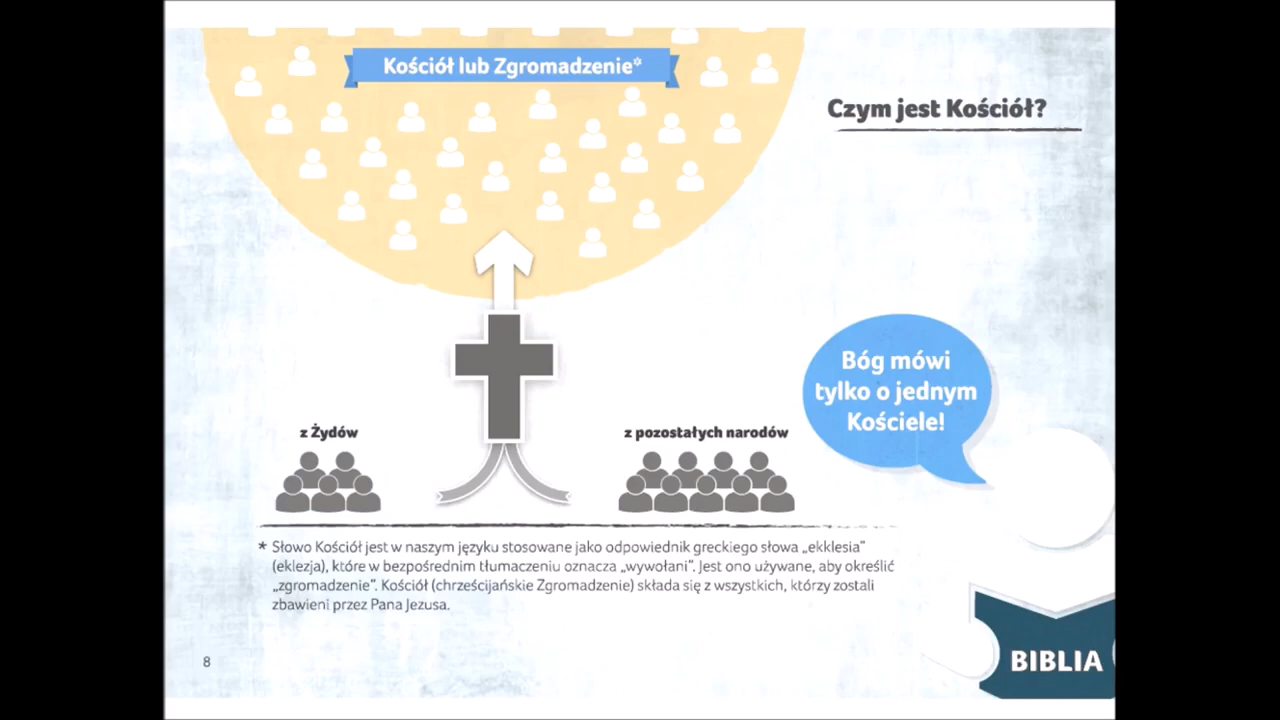 Kościół lub Zgromadzenie*
Czym jest Kościół?
Bóg mówi
tylko o jednym
Kościele!
z Żydów
z pozostałych narodów
* Słowo Kościół jest w naszym języku stosowane jako odpowiednik greckiego słowa „ekklesia”
(eklezja), które w bezpośrednim tłumaczeniu oznacza „wywołani”. Jest ono używane, aby określić
„zgromadzenie”. Kościół (chrześcijańskie Zgromadzenie) składa się z wszystkich, którzy zostali
zbawieni przez Pana Jezusa.
8
BIBLIA